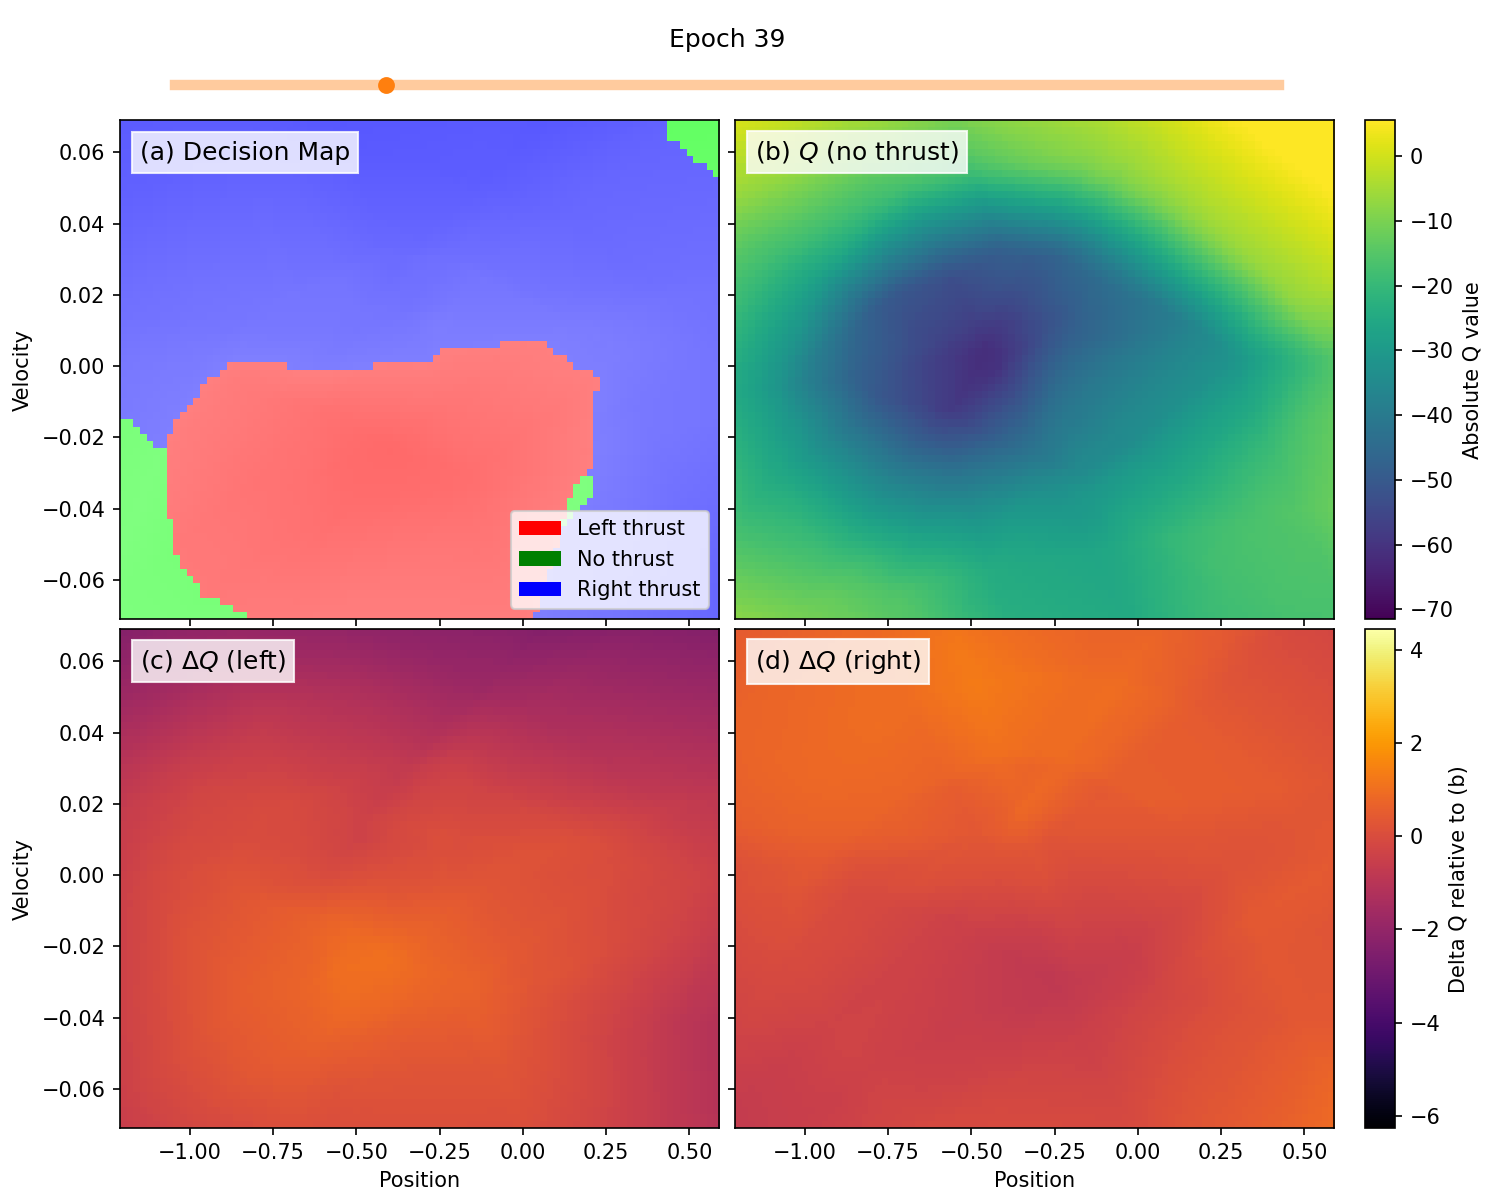 Epoch 39
(a) Decision Map
(b) Q (no thrust)
0.06
0.04
0.02
0.00
−0.02
−0.04
−0.06
Velocity
Left thrust
No thrust
Right thrust
0
−10
−20
−30
−40
−50
−60
−70
Absolute Q value
(c) ΔQ (left)
(d) ΔQ (right)
0.06
0.04
0.02
0.00
−0.02
−0.04
−0.06
Velocity
4
2
0
−2
−4
−6
Delta Q relative to (b)
−1.00 −0.75 −0.50 −0.25 0.00 0.25 0.50
Position
−1.00 −0.75 −0.50 −0.25 0.00 0.25 0.50
Position